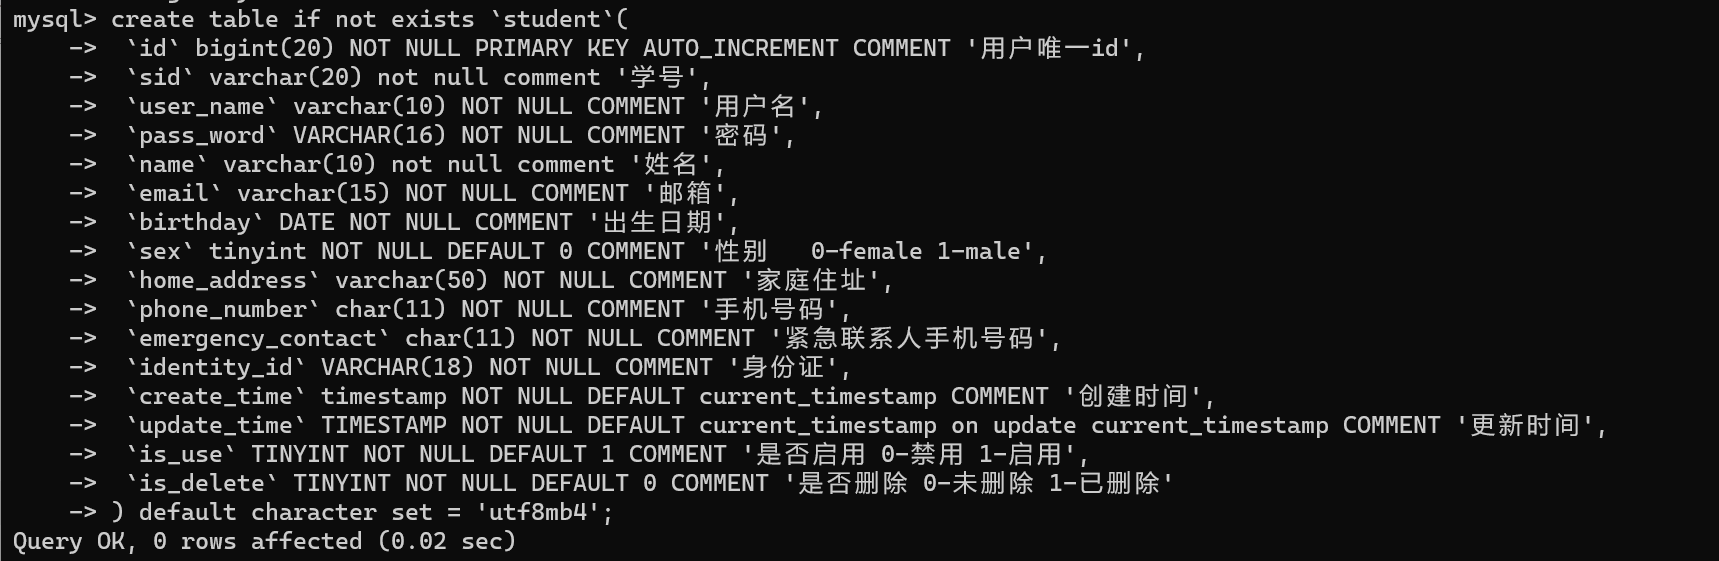 mysql> create table if not exists `student`(
    ->  `id` bigint(20) NOT NULL PRIMARY KEY AUTO_INCREMENT COMMENT '用户唯一id',
    ->  `sid` varchar(20) not null comment '学号',
    ->  `user_name` varchar(10) NOT NULL COMMENT '用户名',
    ->  `pass_word` VARCHAR(16) NOT NULL COMMENT '密码',
    ->  `name` varchar(10) not null comment '姓名',
    ->  `email` varchar(15) NOT NULL COMMENT '邮箱',
    ->  `birthday` DATE NOT NULL COMMENT '出生日期',
    ->  `sex` tinyint NOT NULL DEFAULT 0 COMMENT '性别   0-female 1-male',
    ->  `home_address` varchar(50) NOT NULL COMMENT '家庭住址',
    ->  `phone_number` char(11) NOT NULL COMMENT '手机号码',
    ->  `emergency_contact` char(11) NOT NULL COMMENT '紧急联系人手机号码',
    ->  `identity_id` VARCHAR(18) NOT NULL COMMENT '身份证',
    ->  `create_time` timestamp NOT NULL DEFAULT current_timestamp COMMENT '创建时间',
    ->  `update_time` TIMESTAMP NOT NULL DEFAULT current_timestamp on update current_timestamp COMMENT '更新时间',
    ->  `is_use` TINYINT NOT NULL DEFAULT 1 COMMENT '是否启用 0-禁用 1-启用',
    ->  `is_delete` TINYINT NOT NULL DEFAULT 0 COMMENT '是否删除 0-未删除 1-已删除'
    -> ) default character set = 'utf8mb4';
Query OK, 0 rows affected (0.02 sec)